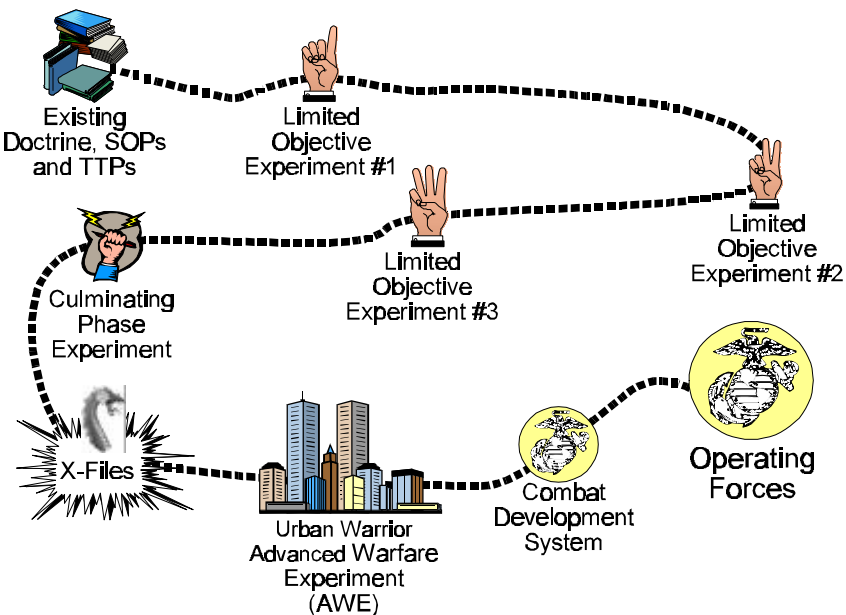 Existing
Doctrine, SOPs
and TTPs
Limited
Objective
Experiment #1
Limited
Objective
Experiment #2
Limited
Objective
Experiment #3
Culminating
Phase
Experiment
X-Files
Urban Warrior
Advanced Warfare
Experiment
(AWE)
Combat
Development
System
Operating
Forces